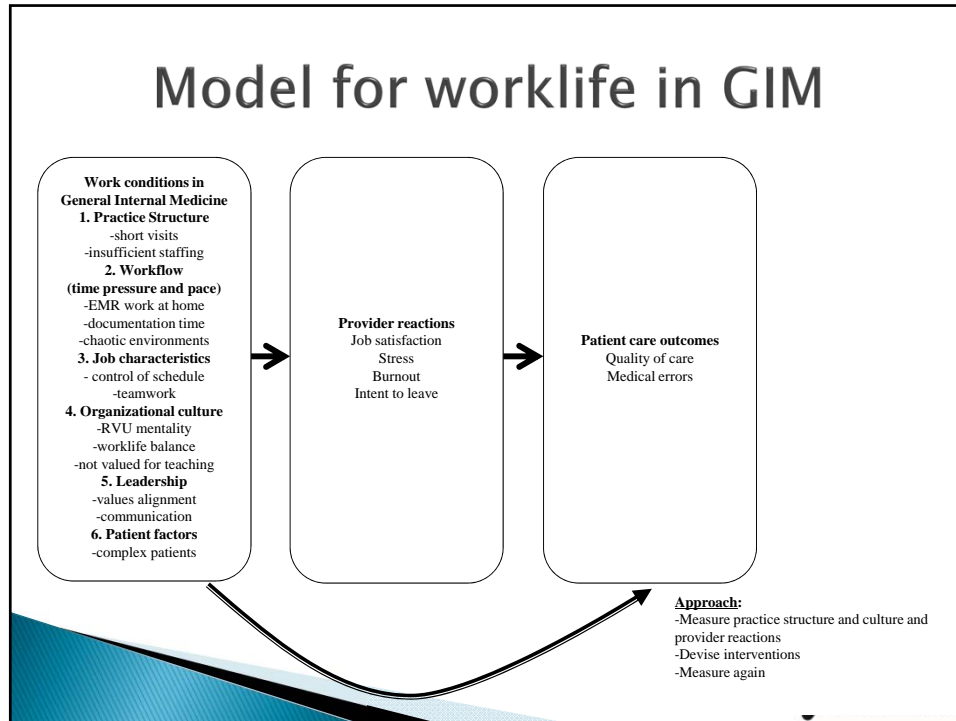 Model for worklife in GIM
Work conditions in
General Internal Medicine
1. Practice Structure
-short visits
-insufficient staffing
2. Workflow
(time pressure and pace)
-EMR work at home
-documentation time
-chaotic environments
3. Job characteristics
- control of schedule
-teamwork
4. Organizational culture
-RVU mentality
-worklife balance
-not valued for teaching
5. Leadership
-values alignment
-communication
6. Patient factors
-complex patients
Provider reactions
Job satisfaction
Stress
Burnout
Intent to leave
Patient care outcomes
Quality of care
Medical errors
Approach:
-Measure practice structure and culture and
provider reactions
-Devise interventions
-Measure again